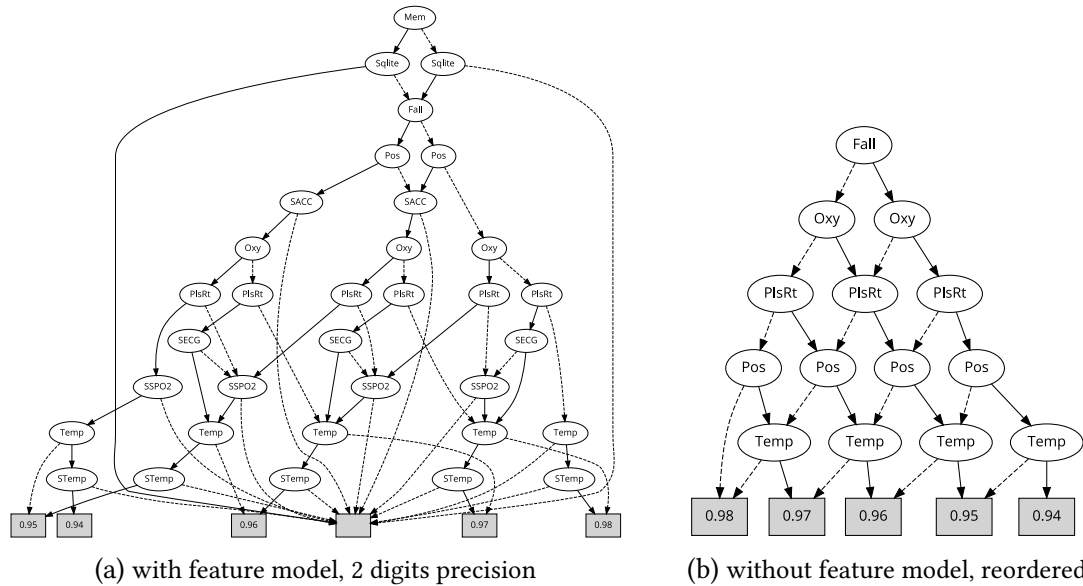 Mem
Sqlite Sqlite
Fall
Pos Pos
SACC SACC
Oxy Oxy Oxy
PlsRt PlsRt PlsRt PlsRt PlsRt PlsRt
SECG SECG SECG
SSPO2 SSPO2 SSPO2 SSPO2
Temp Temp Temp Temp Temp
STemp STemp STemp STemp STemp
0.95 0.94 0.96 0.97 0.98
(a) with feature model, 2 digits precision
Fall
Oxy Oxy
PlsRt PlsRt PlsRt
Pos Pos Pos Pos
Temp Temp Temp Temp
0.98 0.97 0.96 0.95 0.94
(b) without feature model, reordered